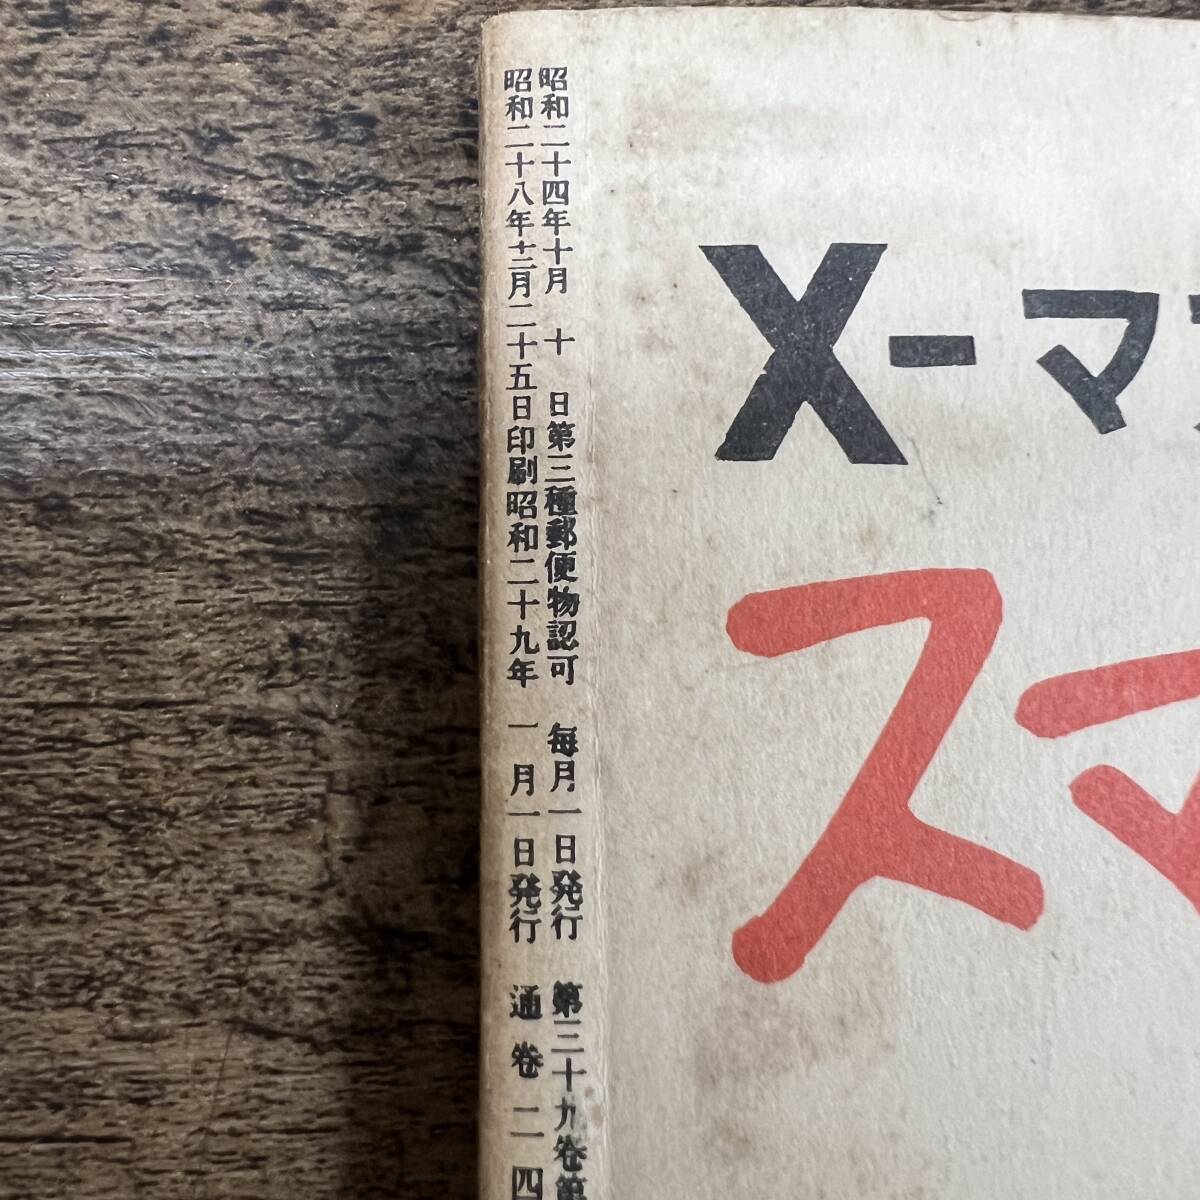 昭和二十四年十月 十 日第三種郵便物認可 毎月一日発行 第三十九巻第
昭和二十八年十二月二十五日印刷昭和二十九年 一 月一日発行 通巻二四
X-マ
スマ